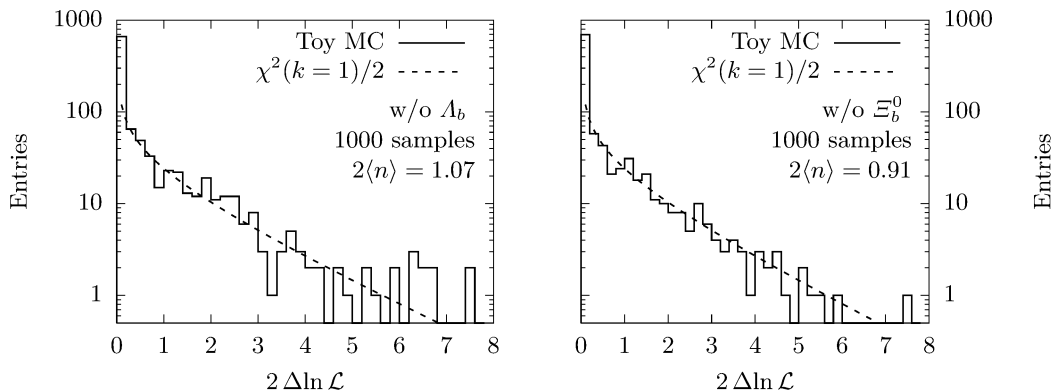 1000
100
10
1
Entries
0 1 2 3 4 5 6 7 8
2 Δln ℒ
Toy MC
χ²(k = 1)/2
w/o Λ_b
1000 samples
2⟨n⟩ = 1.07
0 1 2 3 4 5 6 7 8
2 Δln ℒ
Toy MC
χ²(k = 1)/2
w/o Ξ_b^0
1000 samples
2⟨n⟩ = 0.91
1000
100
10
1
Entries